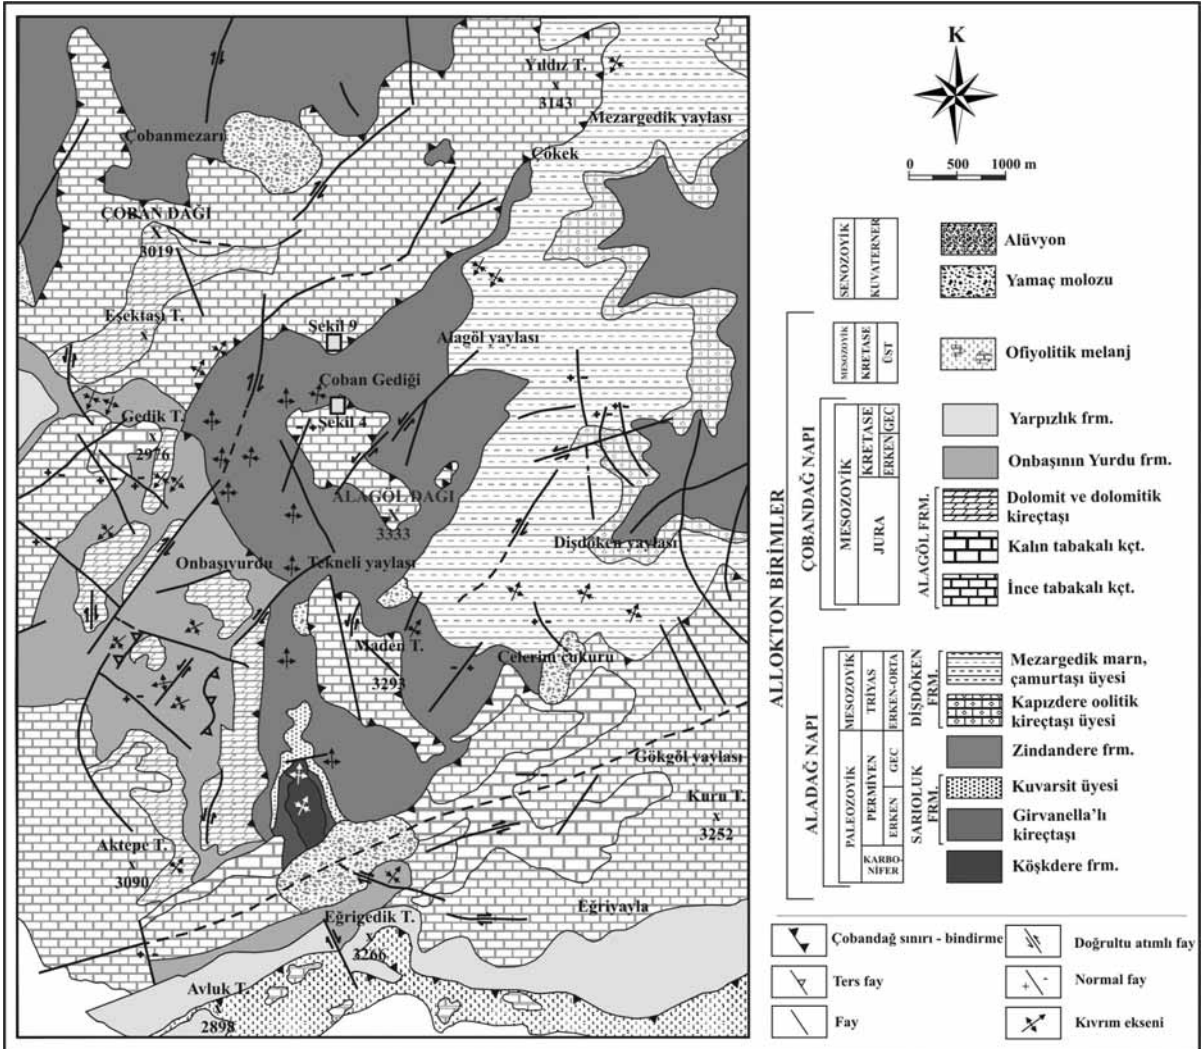 Yıldız T.
x
3143
Mezargedik yaylası
Çobanmezarı
Çökek
ÇOBAN DAĞI
X
3019
Eşektaşı T.
x
Şekil 9
Alagöl yaylası
Çoban Gediği
Gedik T.
x
2976
Şekil 4
ALAGÖL DAĞI
X
3333
Dişdöken yaylası
Onbaşıyurdu
Tekneli yaylası
Maden T.
x
3293
Çelerim çukuru
Gökgöl yaylası
Kuru T.
x
3252
Aktepe T.
x
3090
Eğriyayla
Eğrigedik T.
x
3266
Avluk T.
x
2898
K
0 500 1000 m
SENOZOYİK
KUVATERNER
Alüvyon
Yamaç molozu
MESOZOYİK
KRETASE
ÜST
Ofiyolitik melanj
ALLOKTON BİRİMLER
ÇOBANDAĞ NAPI
MESOZOYİK
KRETASE
GEC
ERKEN
JURA
Yarpızlık frm.
Onbaşının Yurdu frm.
ALAGÖL FRM.
Dolomit ve dolomitik
kireçtaşı
Kalın tabakalı kçt.
İnce tabakalı kçt.
ALADAĞ NAPI
MESOZOYİK
TRİYAS
ERKEN-ORTA
DİŞDÖKEN
FRM.
Mezargedik marn,
çamurtaşı üyesi
Kapızdere oolitik
kireçtaşı üyesi
PALEOZOYİK
PERMİYEN
GEC
ERKEN
Zindandere frm.
SARIOLUK
FRM.
Kuvarsit üyesi
Girvanella'lı
kireçtaşı
KARBO-
NİFER
Köşkdere frm.
Çobandağ sınırı - bindirme
Doğrultu atımlı fay
Ters fay
Normal fay
Fay
Kıvrım ekseni